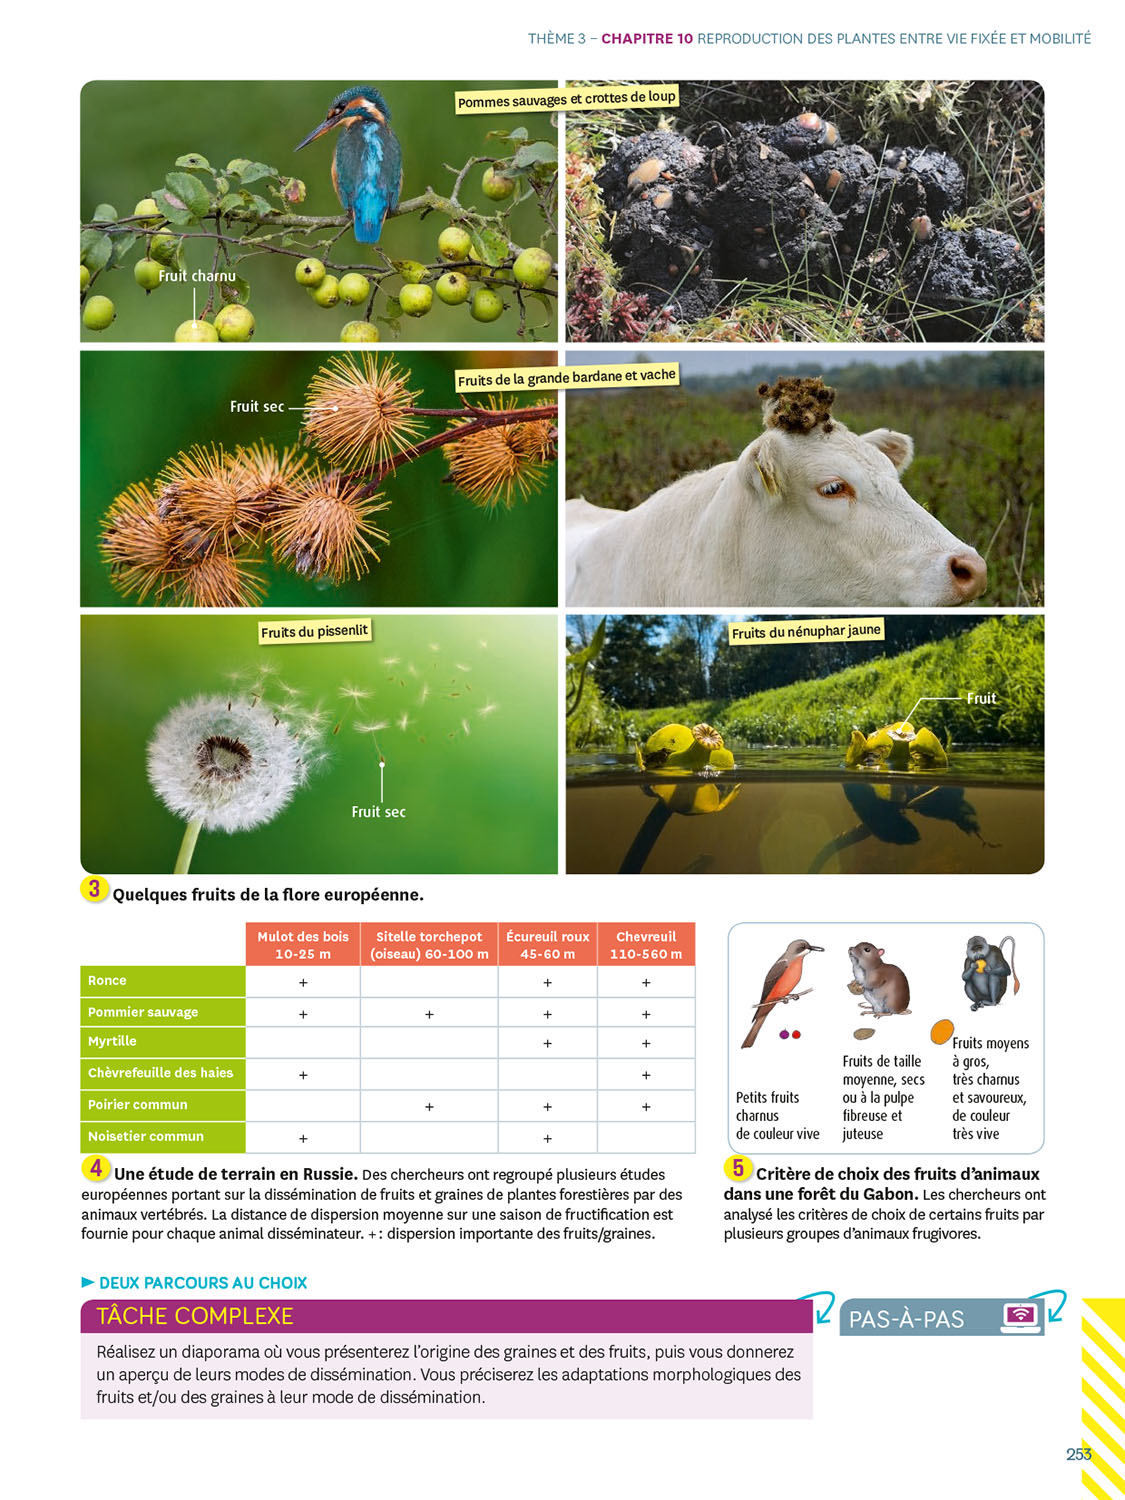 THÈME 3 – CHAPITRE 10 REPRODUCTION DES PLANTES ENTRE VIE FIXÉE ET MOBILITÉ
Pommes sauvages et crottes de loup
Fruit charnu
Fruits de la grande bardane et vache
Fruit sec
Fruits du pissenlit
Fruits du nénuphar jaune
Fruit
Fruit sec
3 Quelques fruits de la flore européenne.
Mulot des bois
10-25 m
Sitelle torchepot
(oiseau) 60-100 m
Écureuil roux
45-60 m
Chevreuil
110-560 m
Ronce + + +
Pommier sauvage + + + +
Myrtille + +
Chèvrefeuille des haies + +
Poirier commun + + +
Noisetier commun + +
4 Une étude de terrain en Russie. Des chercheurs ont regroupé plusieurs études
européennes portant sur la dissémination de fruits et graines de plantes forestières par des
animaux vertébrés. La distance de dispersion moyenne sur une saison de fructification est
fournie pour chaque animal disséminateur. + : dispersion importante des fruits/graines.
Petits fruits
charnus
de couleur vive
Fruits de taille
moyenne, secs
ou à la pulpe
fibreuse et
juteuse
Fruits moyens
à gros,
très charnus
et savoureux,
de couleur
très vive
5 Critère de choix des fruits d'animaux
dans une forêt du Gabon. Les chercheurs ont
analysé les critères de choix de certains fruits par
plusieurs groupes d'animaux frugivores.
► DEUX PARCOURS AU CHOIX
TÂCHE COMPLEXE
Réalisez un diaporama où vous présenterez l'origine des graines et des fruits, puis vous donnerez
un aperçu de leurs modes de dissémination. Vous préciserez les adaptations morphologiques des
fruits et/ou des graines à leur mode de dissémination.
PAS-À-PAS
253